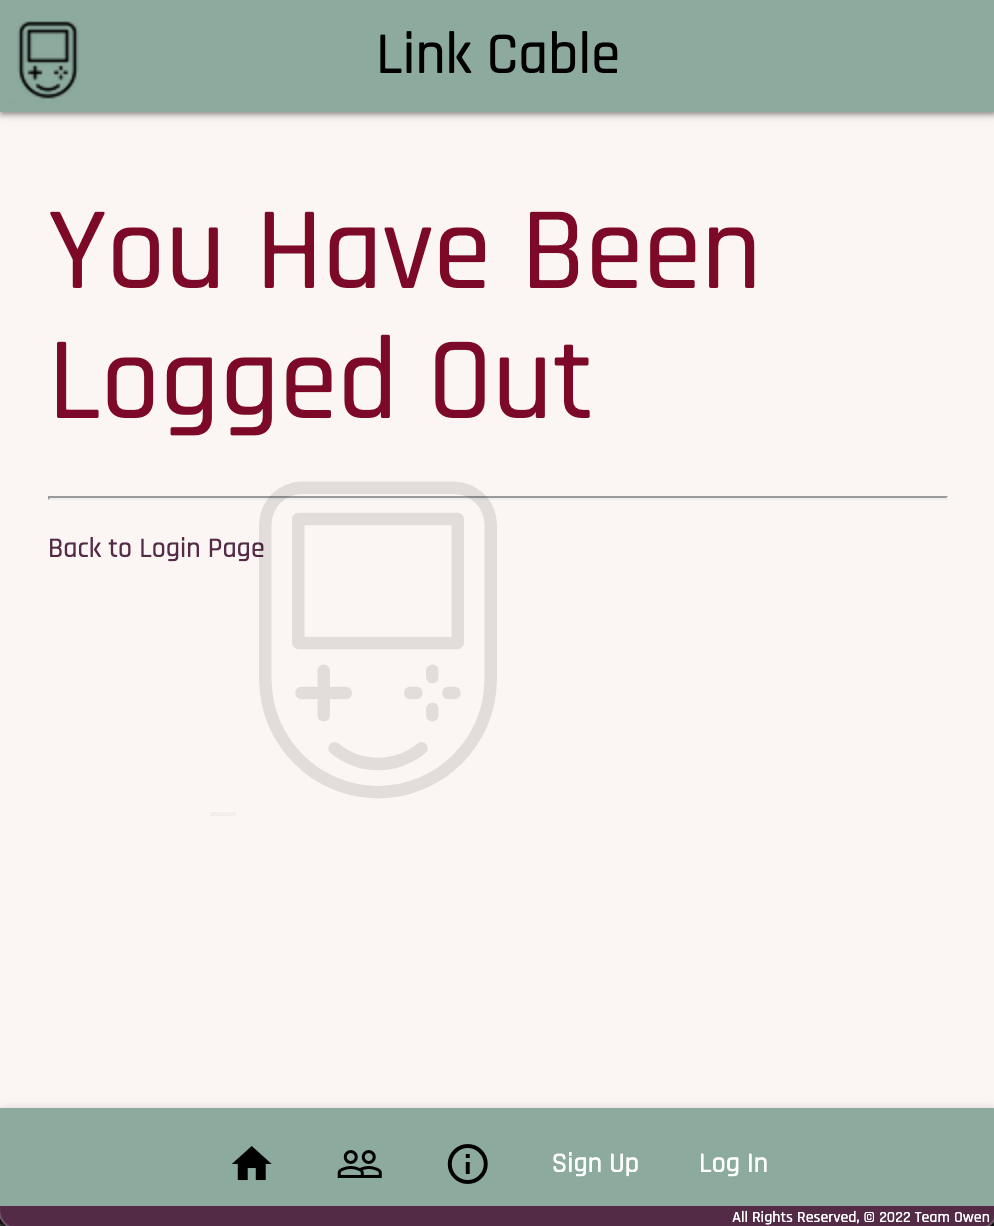 Link Cable
You Have Been
Logged Out
Back to Login Page
Sign Up Log In
All Rights Reserved, © 2022 Team Owen